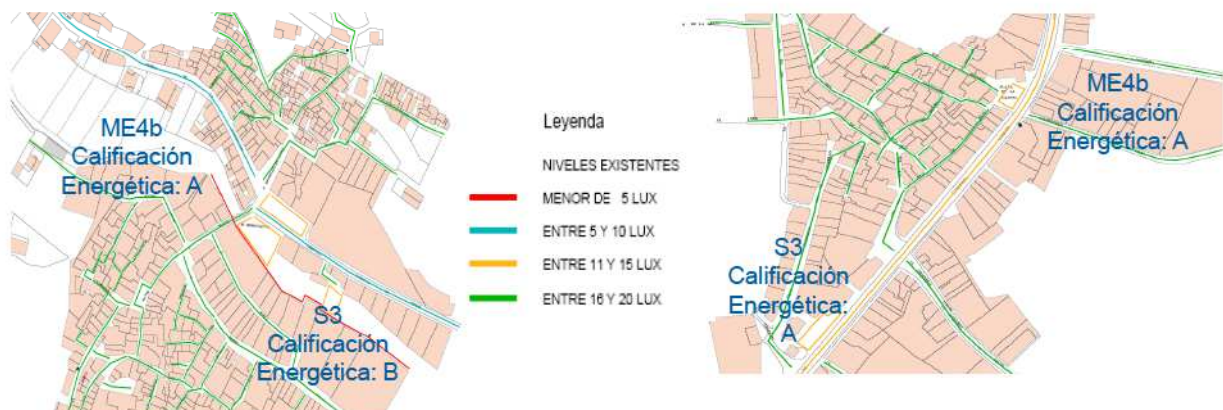 ME4b
Calificación
Energética: A
S3
Calificación
Energética: B
Leyenda
NIVELES EXISTENTES
MENOR DE 5 LUX
ENTRE 5 Y 10 LUX
ENTRE 11 Y 15 LUX
ENTRE 16 Y 20 LUX
ME4b
Calificación
Energética: A
S3
Calificación
Energética:
A